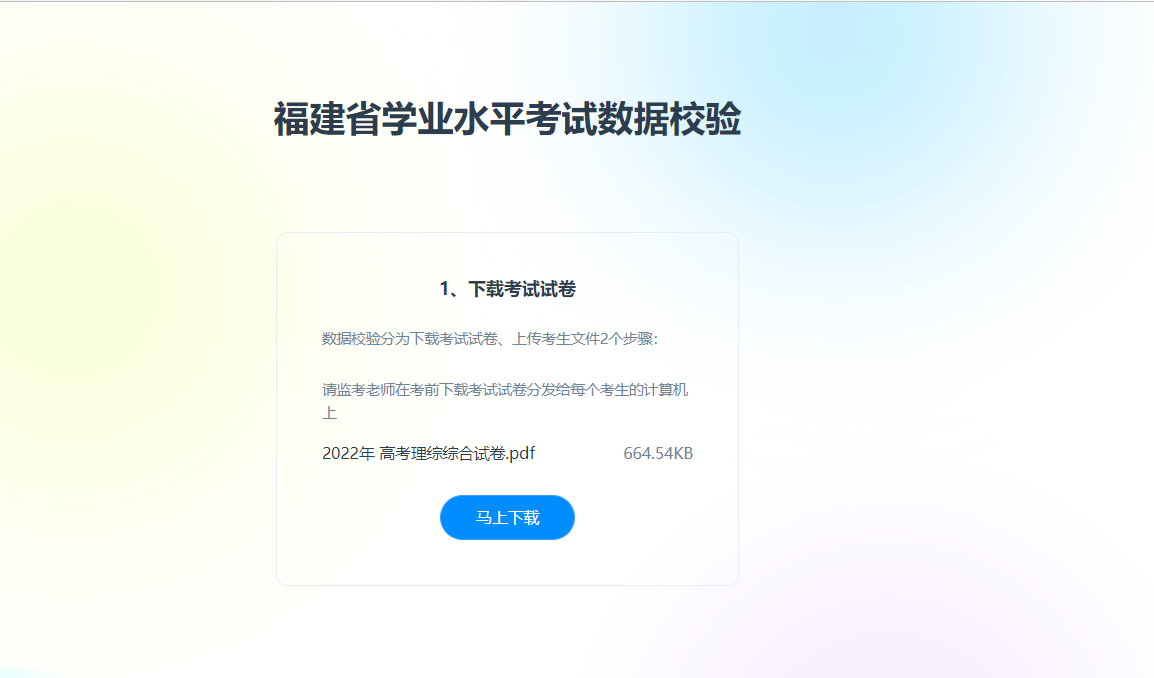 福建省学业水平考试数据校验
1、下载考试试卷
数据校验分为下载考试试卷、上传考生文件2个步骤：
请监考老师在考前下载考试试卷分发给每个考生的计算机
上
2022年 高考理综综合试卷.pdf
664.54KB
马上下载